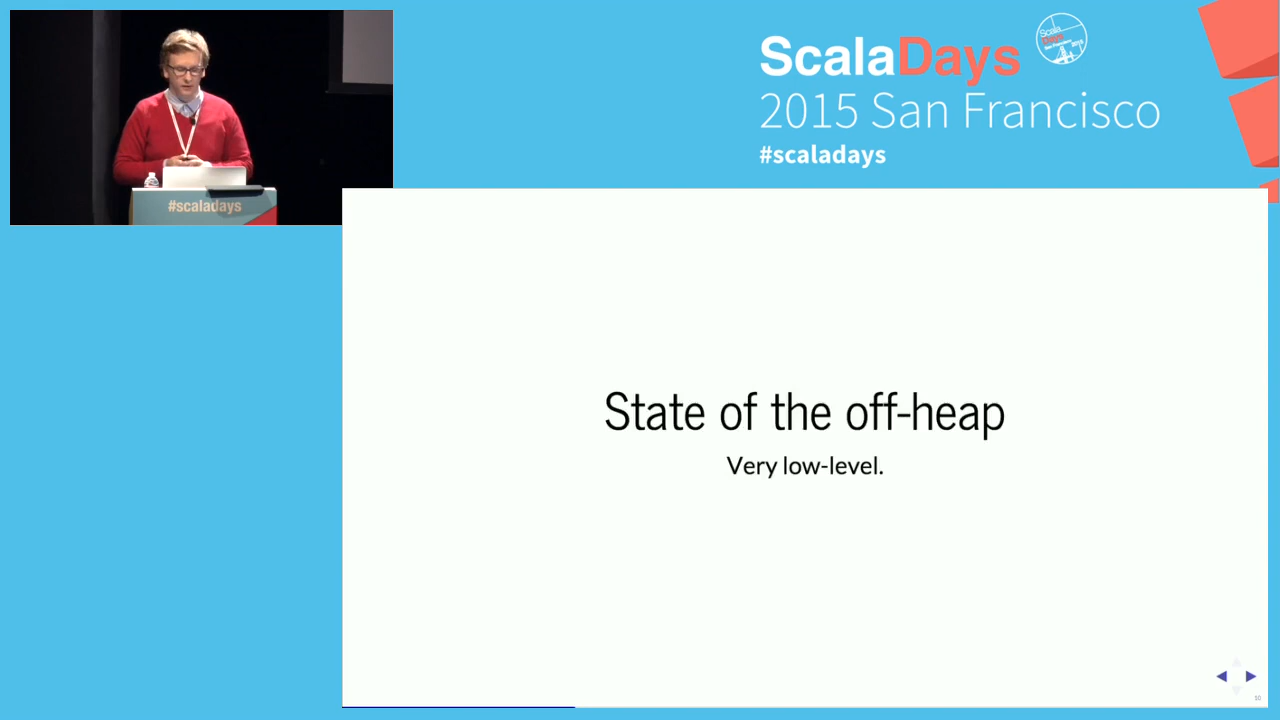 ScalaDays
2015 San Francisco
#scaladays
#scaladays
State of the off-heap
Very low-level.